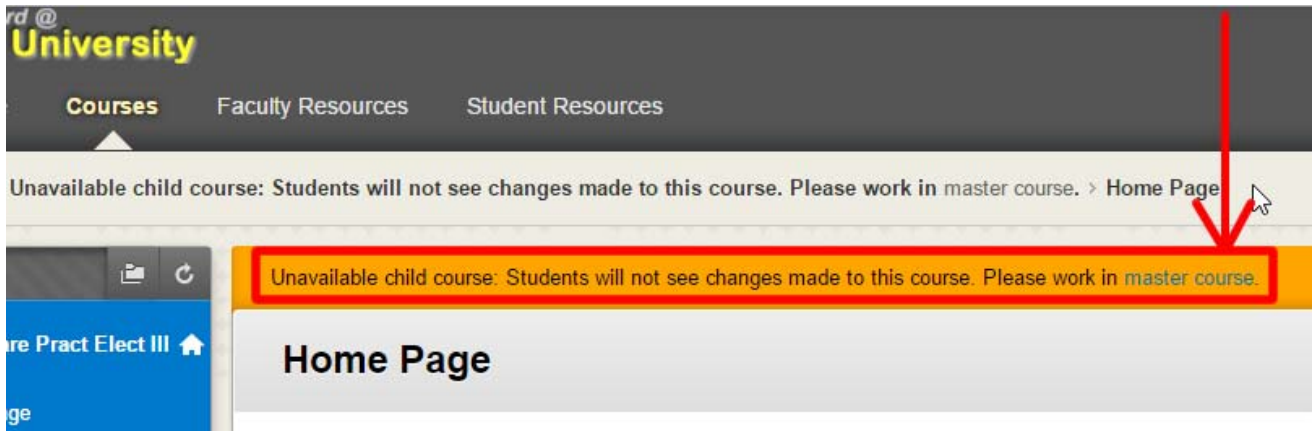 rd @
University
Courses Faculty Resources Student Resources
Unavailable child course: Students will not see changes made to this course. Please work in master course. > Home Page
Unavailable child course: Students will not see changes made to this course. Please work in master course.
are Pract Elect III
Home Page
ge